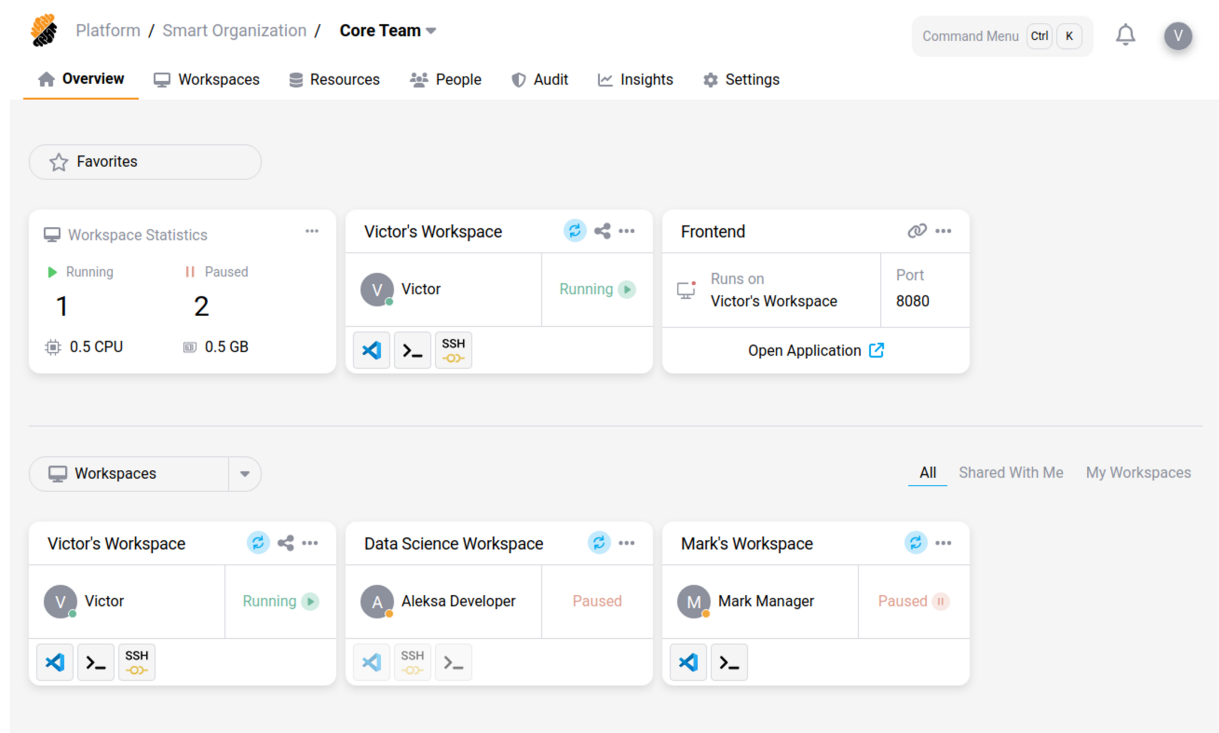 Platform / Smart Organization / Core Team
Command Menu Ctrl K
V
Overview Workspaces Resources People Audit Insights Settings
Favorites
Workspace Statistics
Running Paused
1 2
0.5 CPU 0.5 GB
Victor's Workspace
V Victor Running
SSH
Frontend
Runs on
Victor's Workspace
Port
8080
Open Application
Workspaces
All Shared With Me My Workspaces
Victor's Workspace
V Victor Running
SSH
Data Science Workspace
A Aleksa Developer Paused
SSH
Mark's Workspace
M Mark Manager Paused